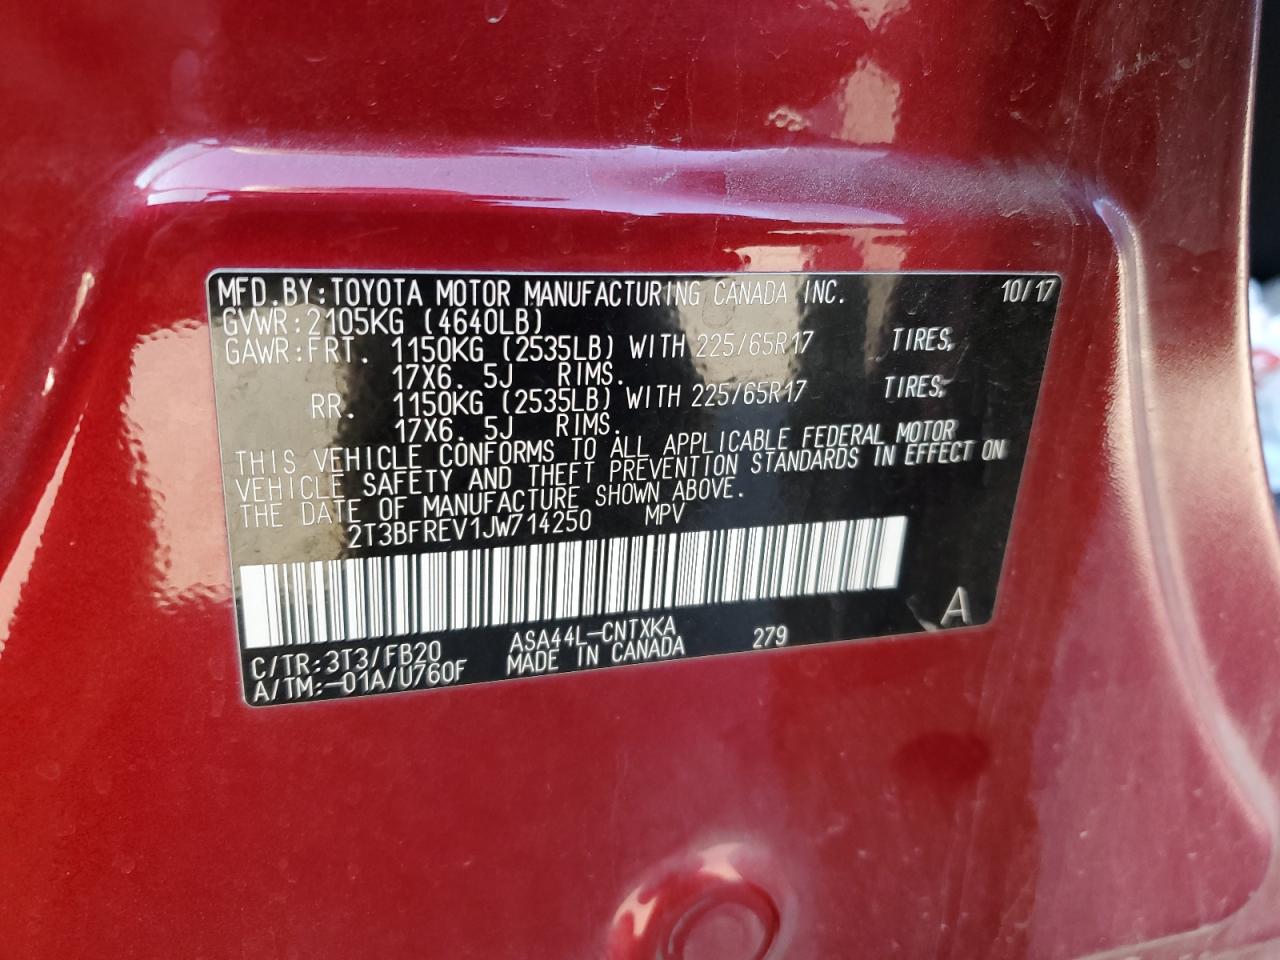 MFD.BY:TOYOTA MOTOR MANUFACTURING CANADA INC. 10/17
GVWR:2105KG (4640LB)
GAWR:FRT. 1150KG (2535LB) WITH 225/65R17 TIRES,
17X6.5J RIMS.
RR. 1150KG (2535LB) WITH 225/65R17 TIRES,
17X6.5J RIMS.
THIS VEHICLE CONFORMS TO ALL APPLICABLE FEDERAL MOTOR
VEHICLE SAFETY AND THEFT PREVENTION STANDARDS IN EFFECT ON
THE DATE OF MANUFACTURE SHOWN ABOVE.
2T3BFREV1JW714250 MPV
A
C/TR:3T3/FB20 ASA44L-CNTXKA 279
A/TM:-01A/U760F MADE IN CANADA